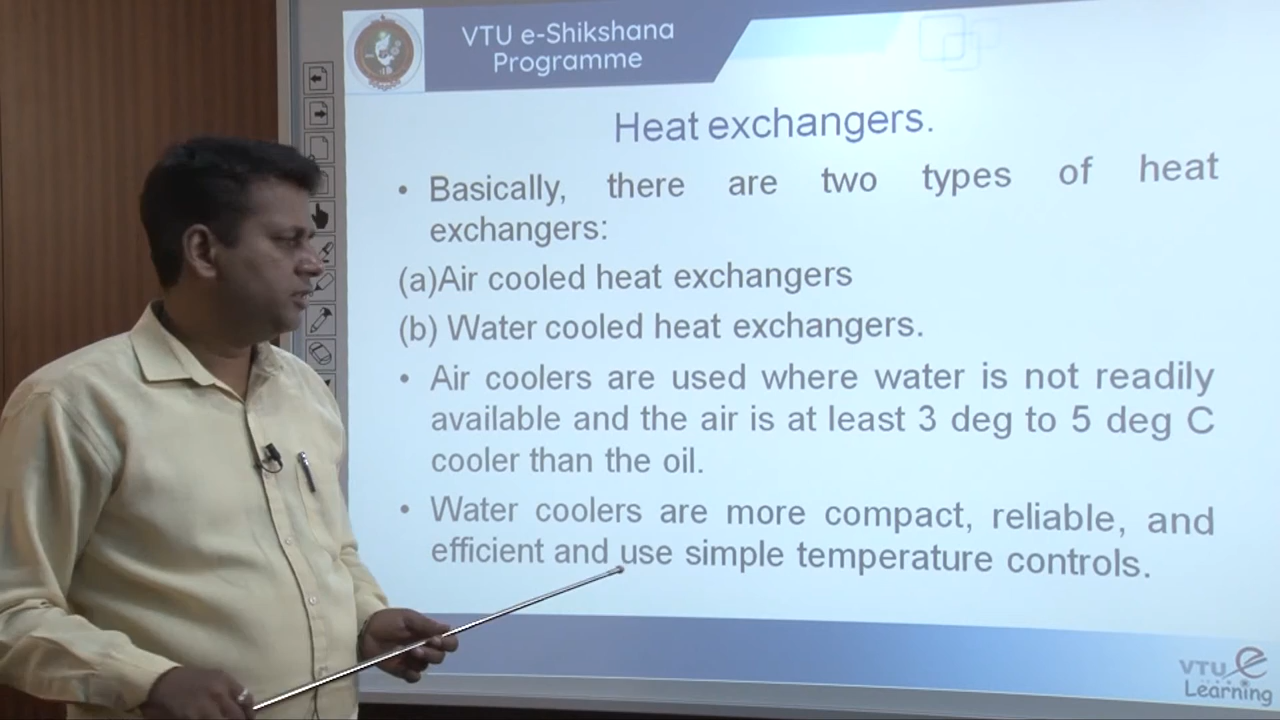 VTU e-Shikshana
Programme
Heat exchangers.
• Basically, there are two types of heat
exchangers:
(a)Air cooled heat exchangers
(b) Water cooled heat exchangers.
• Air coolers are used where water is not readily
available and the air is at least 3 deg to 5 deg C
cooler than the oil.
• Water coolers are more compact, reliable, and
efficient and use simple temperature controls.
VTU e
Learning